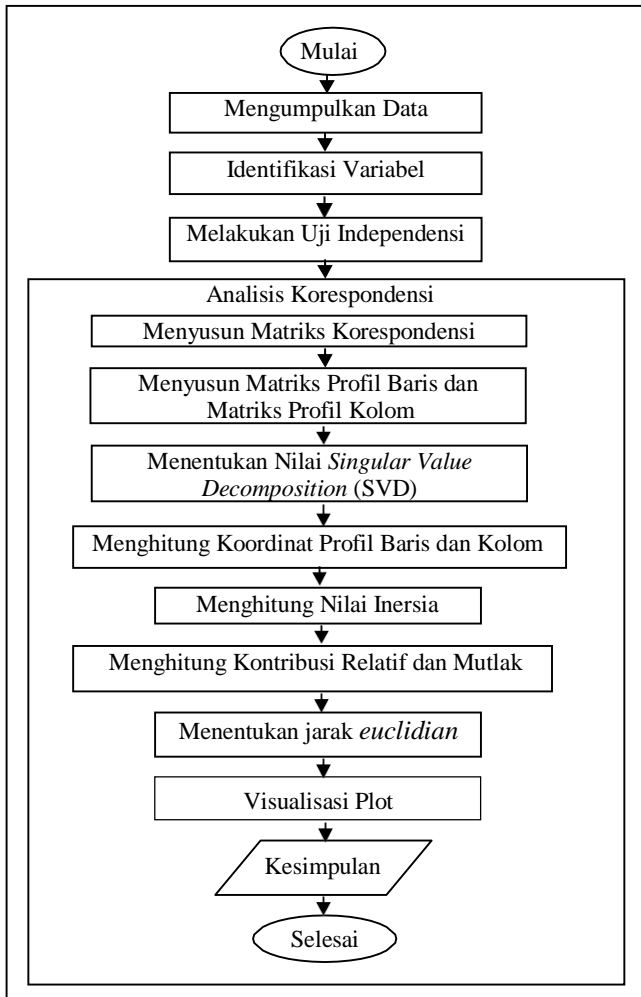 Mulai
Mengumpulkan Data
Identifikasi Variabel
Melakukan Uji Independensi
Analisis Korespondensi
Menyusun Matriks Korespondensi
Menyusun Matriks Profil Baris dan
Matriks Profil Kolom
Menentukan Nilai Singular Value
Decomposition (SVD)
Menghitung Koordinat Profil Baris dan Kolom
Menghitung Nilai Inersia
Menghitung Kontribusi Relatif dan Mutlak
Menentukan jarak euclidian
Visualisasi Plot
Kesimpulan
Selesai